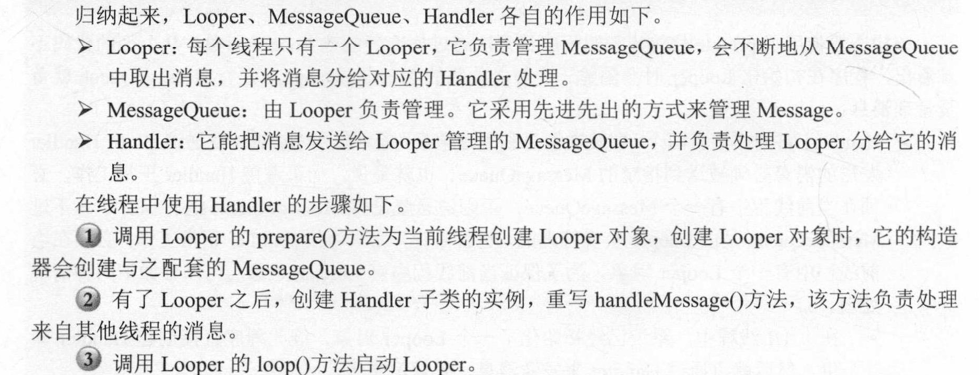 归纳起来，Looper、MessageQueue、Handler 各自的作用如下。
➢ Looper：每个线程只有一个 Looper，它负责管理 MessageQueue，会不断地从 MessageQueue
中取出消息，并将消息分给对应的 Handler 处理。
➢ MessageQueue：由 Looper 负责管理。它采用先进先出的方式来管理 Message。
➢ Handler：它能把消息发送给 Looper 管理的 MessageQueue，并负责处理 Looper 分给它的消
息。
在线程中使用 Handler 的步骤如下。
❶ 调用 Looper 的 prepare()方法为当前线程创建 Looper 对象，创建 Looper 对象时，它的构造
器会创建与之配套的 MessageQueue。
❷ 有了 Looper 之后，创建 Handler 子类的实例，重写 handleMessage()方法，该方法负责处理
来自其他线程的消息。
❸ 调用 Looper 的 loop()方法启动 Looper。